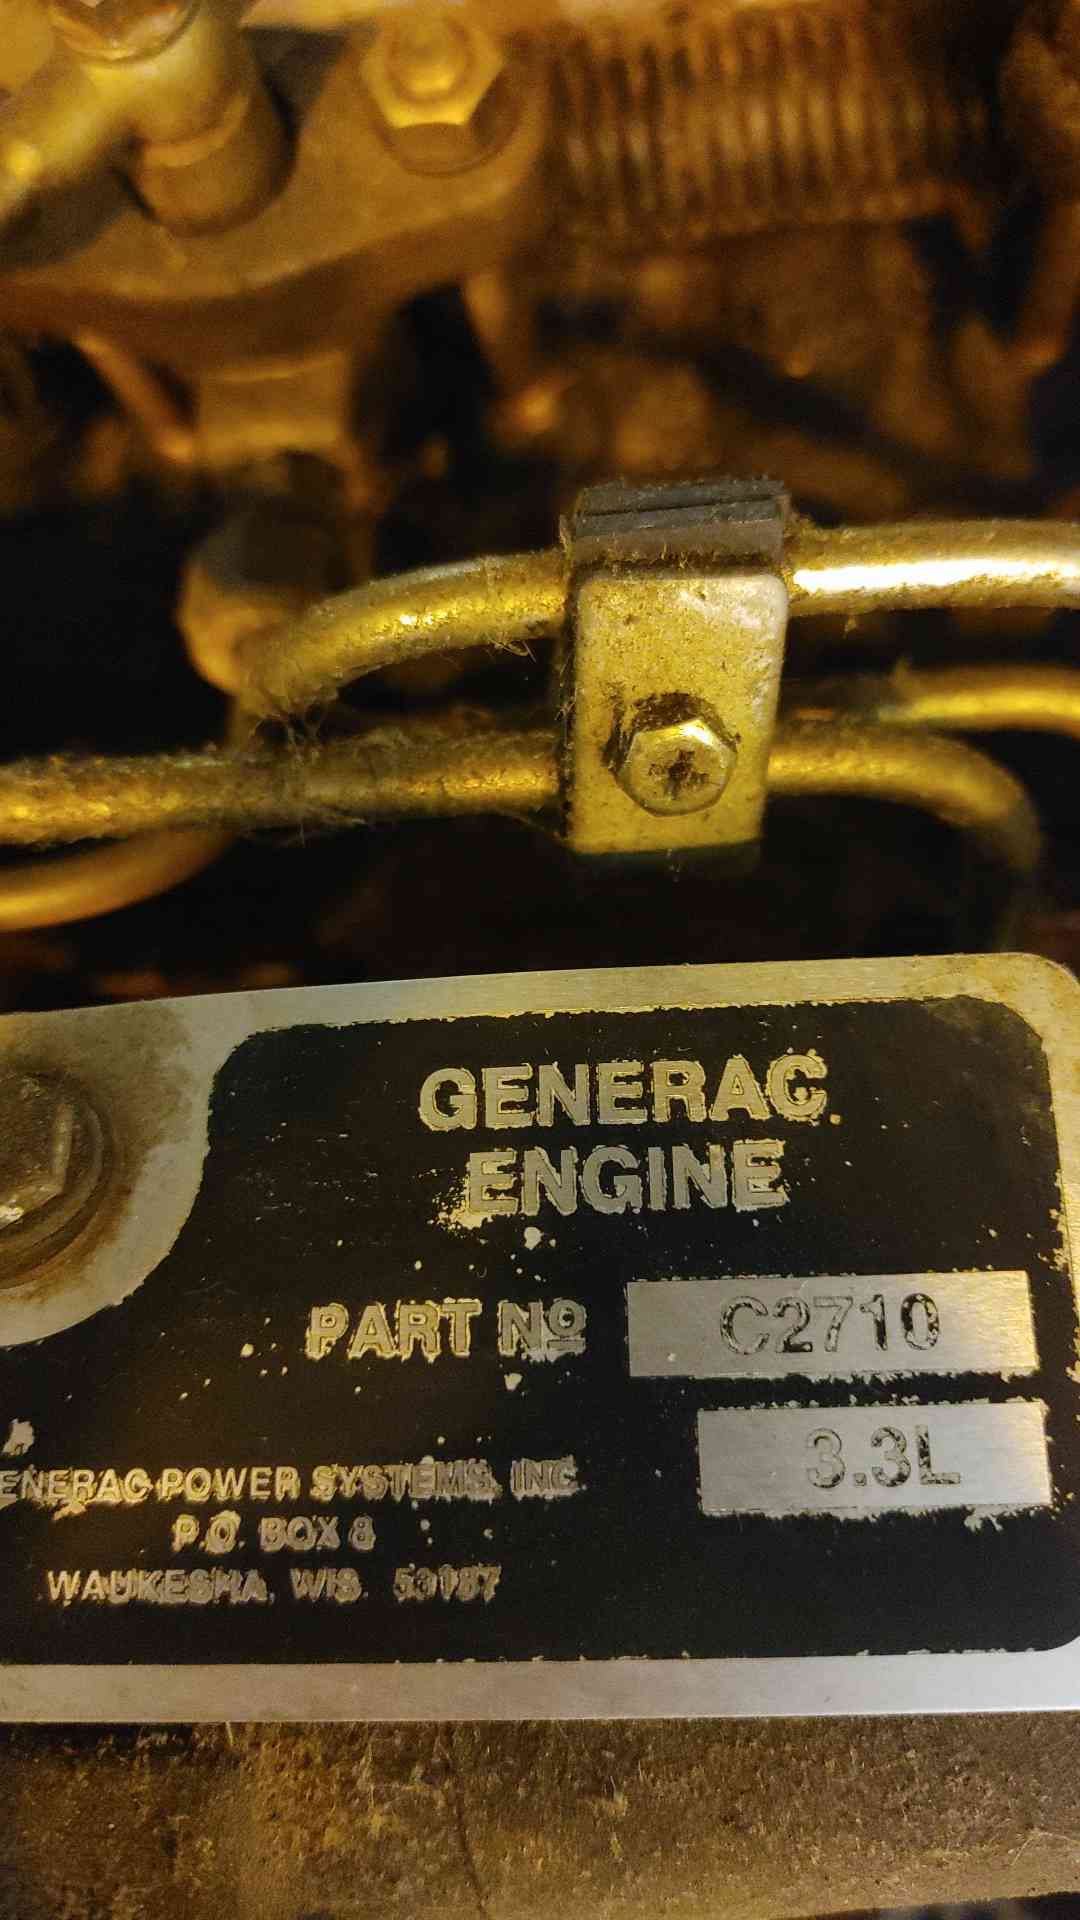 GENERAC
ENGINE
PART Nº C2710
3.3L
ENERAC POWER SYSTEMS, INC.
P.O. BOX 8
WAUKESHA, WIS. 53187